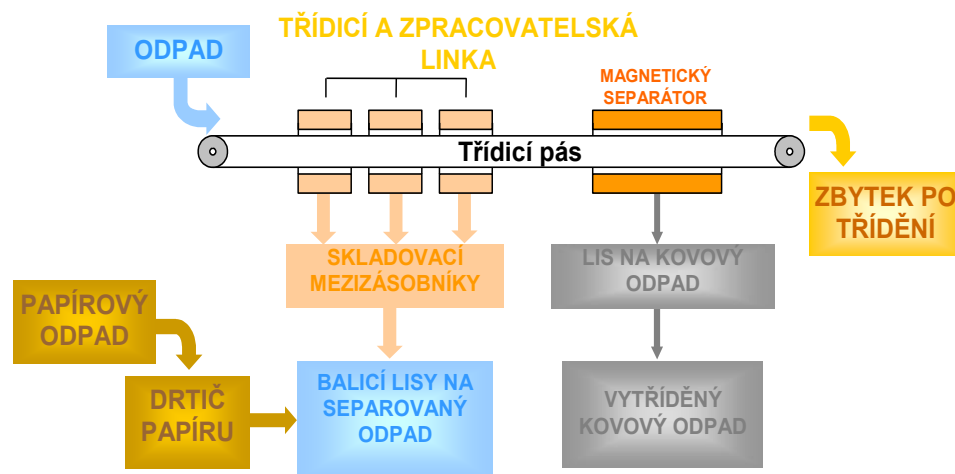 TŘÍDICÍ A ZPRACOVATELSKÁ
LINKA
ODPAD
MAGNETICKÝ
SEPARÁTOR
Třídicí pás
ZBYTEK PO
TŘÍDĚNÍ
SKLADOVACÍ
MEZIZÁSOBNÍKY
LIS NA KOVOVÝ
ODPAD
PAPÍROVÝ
ODPAD
DRTIČ
PAPÍRU
BALICÍ LISY NA
SEPAROVANÝ
ODPAD
VYTŘÍDĚNÝ
KOVOVÝ ODPAD